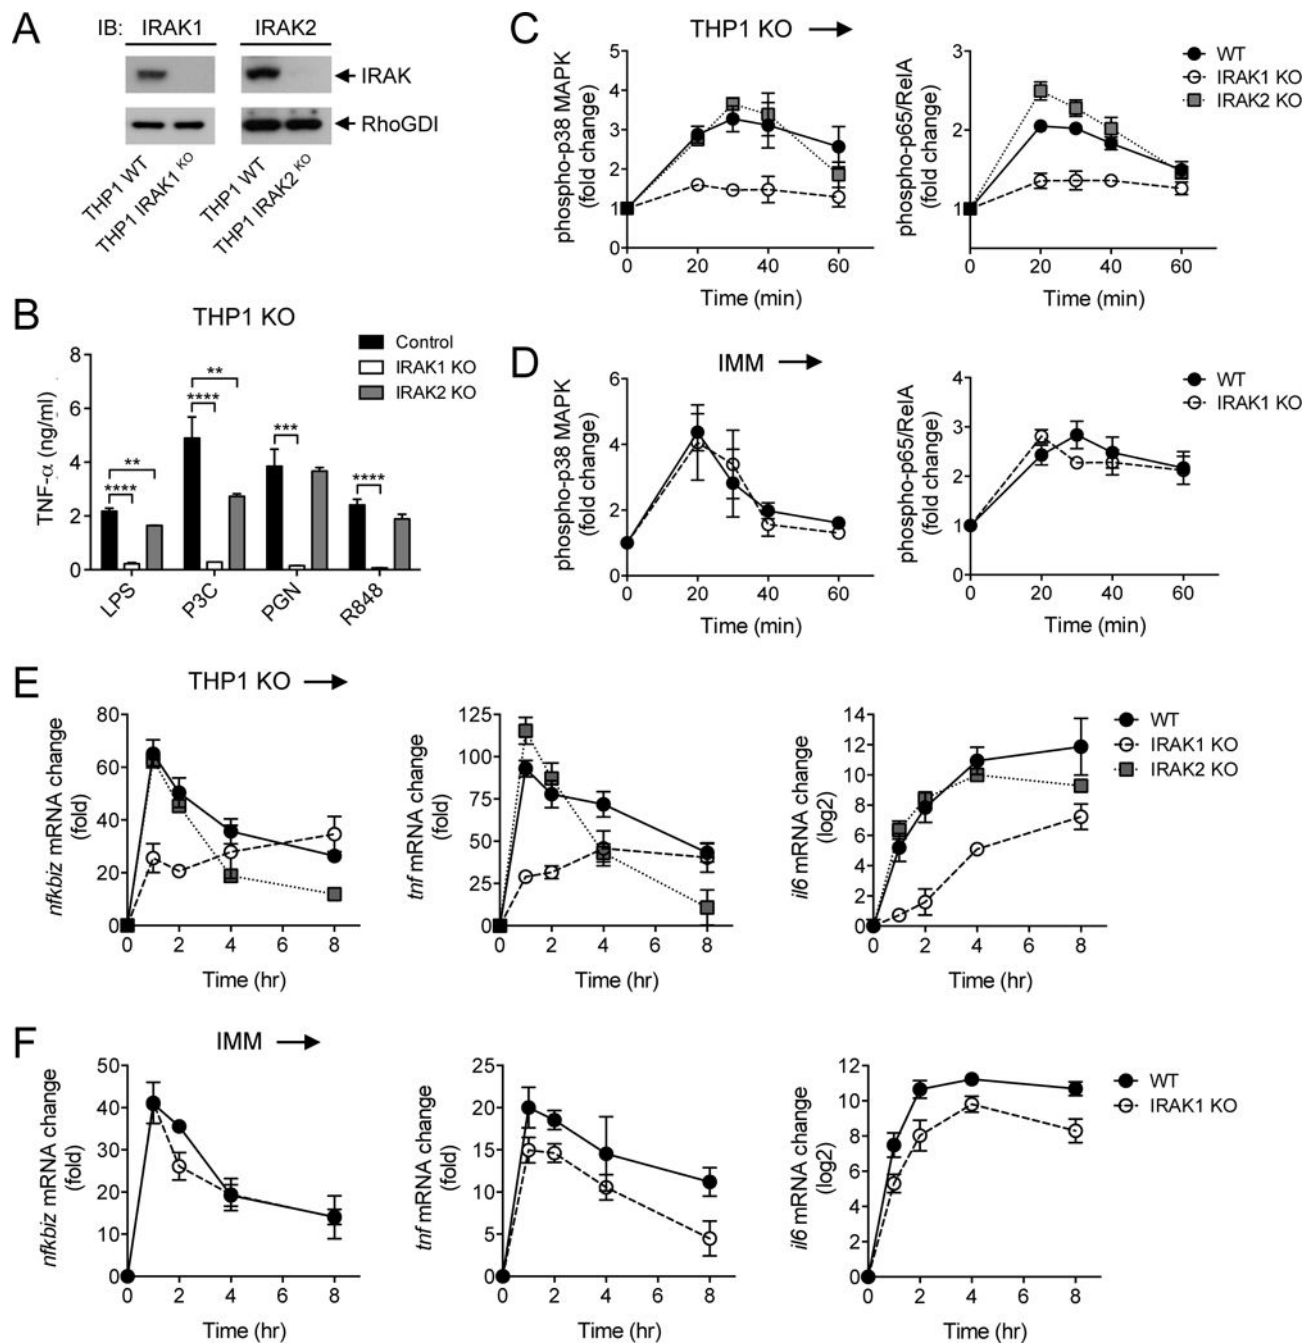 A
IB: IRAK1 IRAK2
IRAK
RhoGDI
THP1 WT
THP1 IRAK1 KO
THP1 WT
THP1 IRAK2 KO
B
THP1 KO
Control
IRAK1 KO
IRAK2 KO
TNF-α (ng/ml)
8
6
4
2
0
** ****
** ****
***
****
LPS P3C PGN R848
C
THP1 KO
phospho-p38 MAPK
(fold change)
5
4
3
2
1
0
0 20 40 60
Time (min)
phospho-p65/RelA
(fold change)
3
2
1
0 20 40 60
Time (min)
WT
IRAK1 KO
IRAK2 KO
D
IMM
phospho-p38 MAPK
(fold change)
6
4
2
0
0 20 40 60
Time (min)
phospho-p65/RelA
(fold change)
4
3
2
1
0
0 20 40 60
Time (min)
WT
IRAK1 KO
E
THP1 KO
nfkbiz mRNA change
(fold)
80
60
40
20
0
0 2 4 6 8
Time (hr)
tnf mRNA change
(fold)
125
100
75
50
25
0
0 2 4 6 8
Time (hr)
il6 mRNA change
(log2)
14
12
10
8
6
4
2
0
0 2 4 6 8
Time (hr)
WT
IRAK1 KO
IRAK2 KO
F
IMM
nfkbiz mRNA change
(fold)
50
40
30
20
10
0
0 2 4 6 8
Time (hr)
tnf mRNA change
(fold)
25
20
15
10
5
0
0 2 4 6 8
Time (hr)
il6 mRNA change
(log2)
12
10
8
6
4
2
0
0 2 4 6 8
Time (hr)
WT
IRAK1 KO